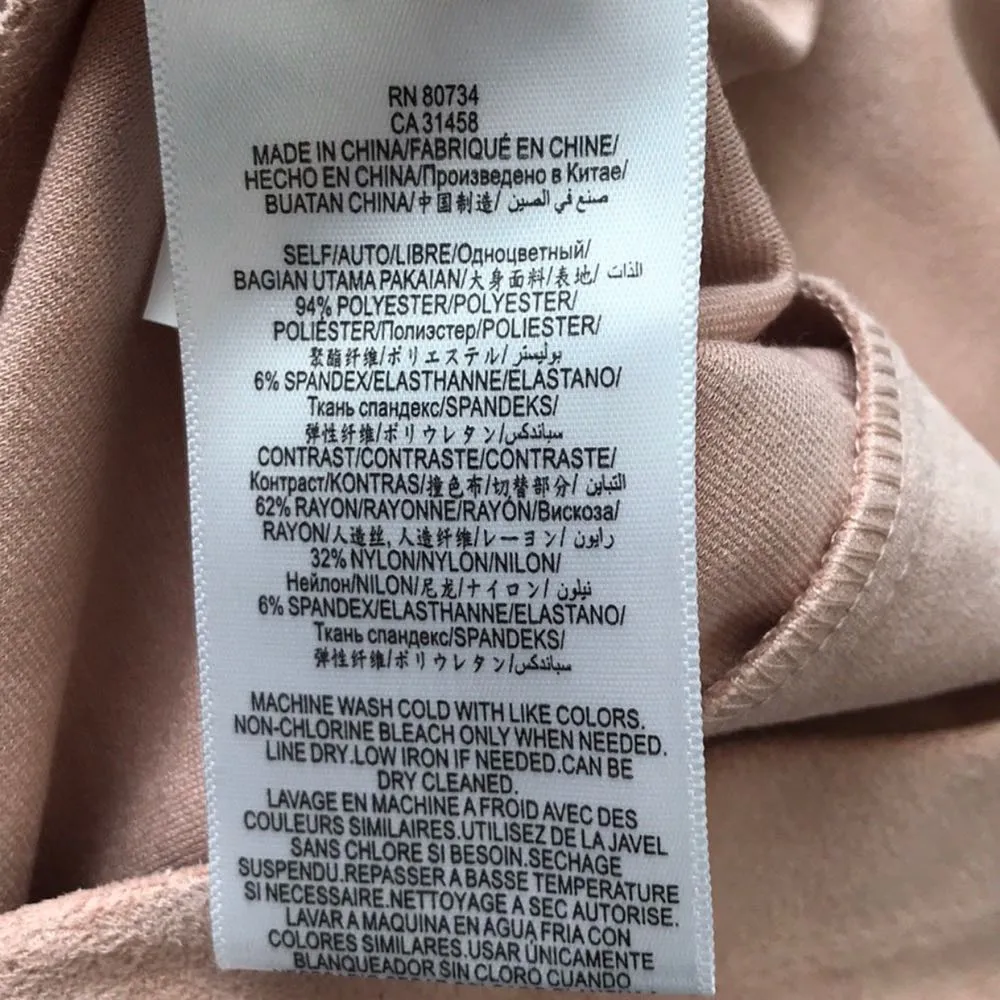 RN 80734
CA 31458
MADE IN CHINA/FABRIQUÉ EN CHINE/
HECHO EN CHINA/Произведено в Китае/
BUATAN CHINA/中国制造/ صنع في الصين
SELF/AUTO/LIBRE/Одноцветный/
BAGIAN UTAMA PAKAIAN/大身面料/表地/ الذات
94% POLYESTER/POLYESTER/
POLIÉSTER/Полиэстер/POLIESTER/
聚酯纤维/ポリエステル/ بوليستر
6% SPANDEX/ELASTHANNE/ELASTANO/
Ткань спандекс/SPANDEKS/
弹性纤维/ポリウレタン/سباندكس
CONTRAST/CONTRASTE/CONTRASTE/
Контраст/KONTRAS/撞色布/切替部分/ التباين
62% RAYON/RAYONNE/RAYÓN/Вискоза/
RAYON/人造丝, 人造纤维/レーヨン/ رايون
32% NYLON/NYLON/NILON/
Нейлон/NILON/尼龙/ナイロン/ نيلون
6% SPANDEX/ELASTHANNE/ELASTANO/
Ткань спандекс/SPANDEKS/
弹性纤维/ポリウレタン/سباندكس
MACHINE WASH COLD WITH LIKE COLORS.
NON-CHLORINE BLEACH ONLY WHEN NEEDED.
LINE DRY.LOW IRON IF NEEDED.CAN BE
DRY CLEANED.
LAVAGE EN MACHINE A FROID AVEC DES
COULEURS SIMILAIRES.UTILISEZ DE LA JAVEL
SANS CHLORE SI BESOIN.SECHAGE
SUSPENDU.REPASSER A BASSE TEMPERATURE
SI NECESSAIRE.NETTOYAGE A SEC AUTORISE.
LAVAR A MAQUINA EN AGUA FRIA CON
COLORES SIMILARES.USAR ÚNICAMENTE
BLANQUEADOR SIN CLORO CUANDO